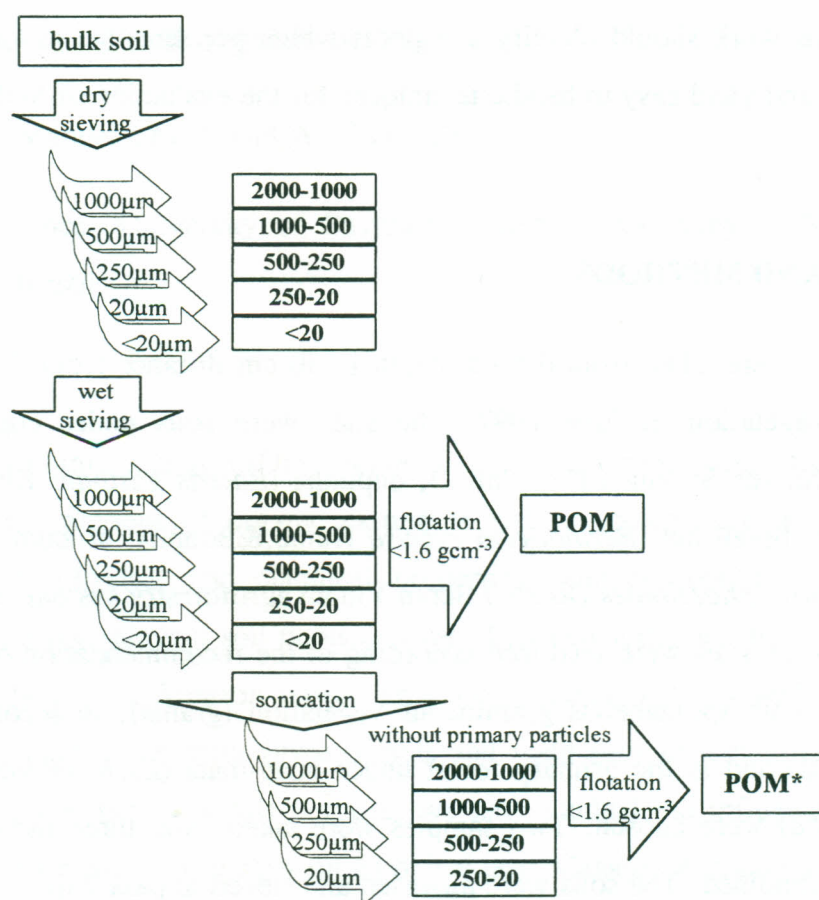 bulk soil
dry
sieving
1000µm
500µm
250µm
20µm
<20µm
2000-1000
1000-500
500-250
250-20
<20
wet
sieving
1000µm
500µm
250µm
20µm
<20µm
2000-1000
1000-500
500-250
250-20
<20
flotation
<1.6 gcm-³
POM
sonication
without primary particles
1000µm
500µm
250µm
20µm
2000-1000
1000-500
500-250
250-20
flotation
<1.6 gcm-³
POM*